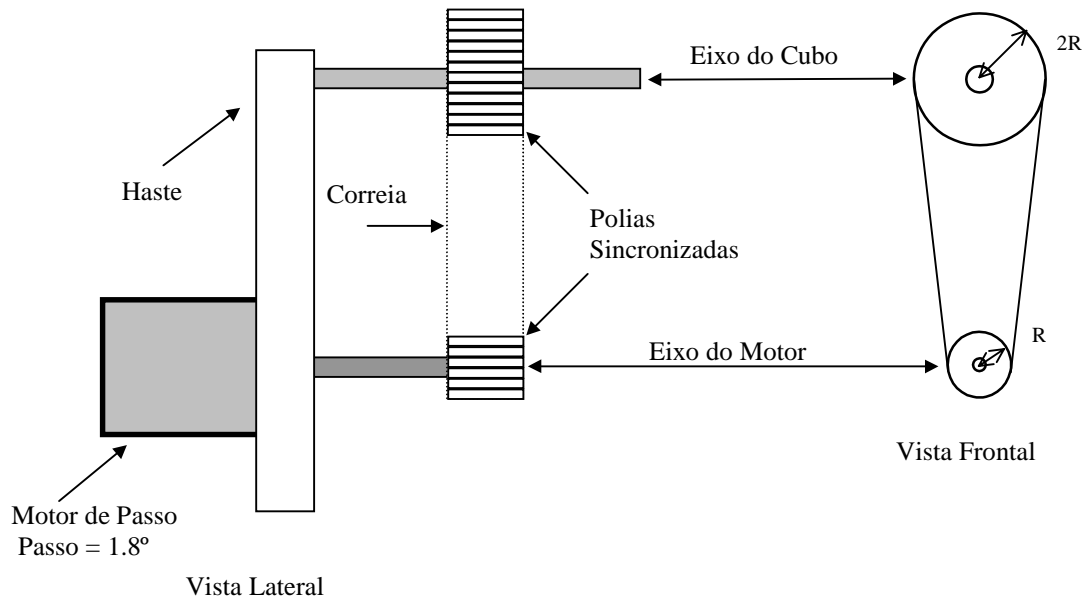 2R
Eixo do Cubo
Haste
Correia
Polias
Sincronizadas
R
Eixo do Motor
Vista Frontal
Motor de Passo
Passo = 1.8º
Vista Lateral